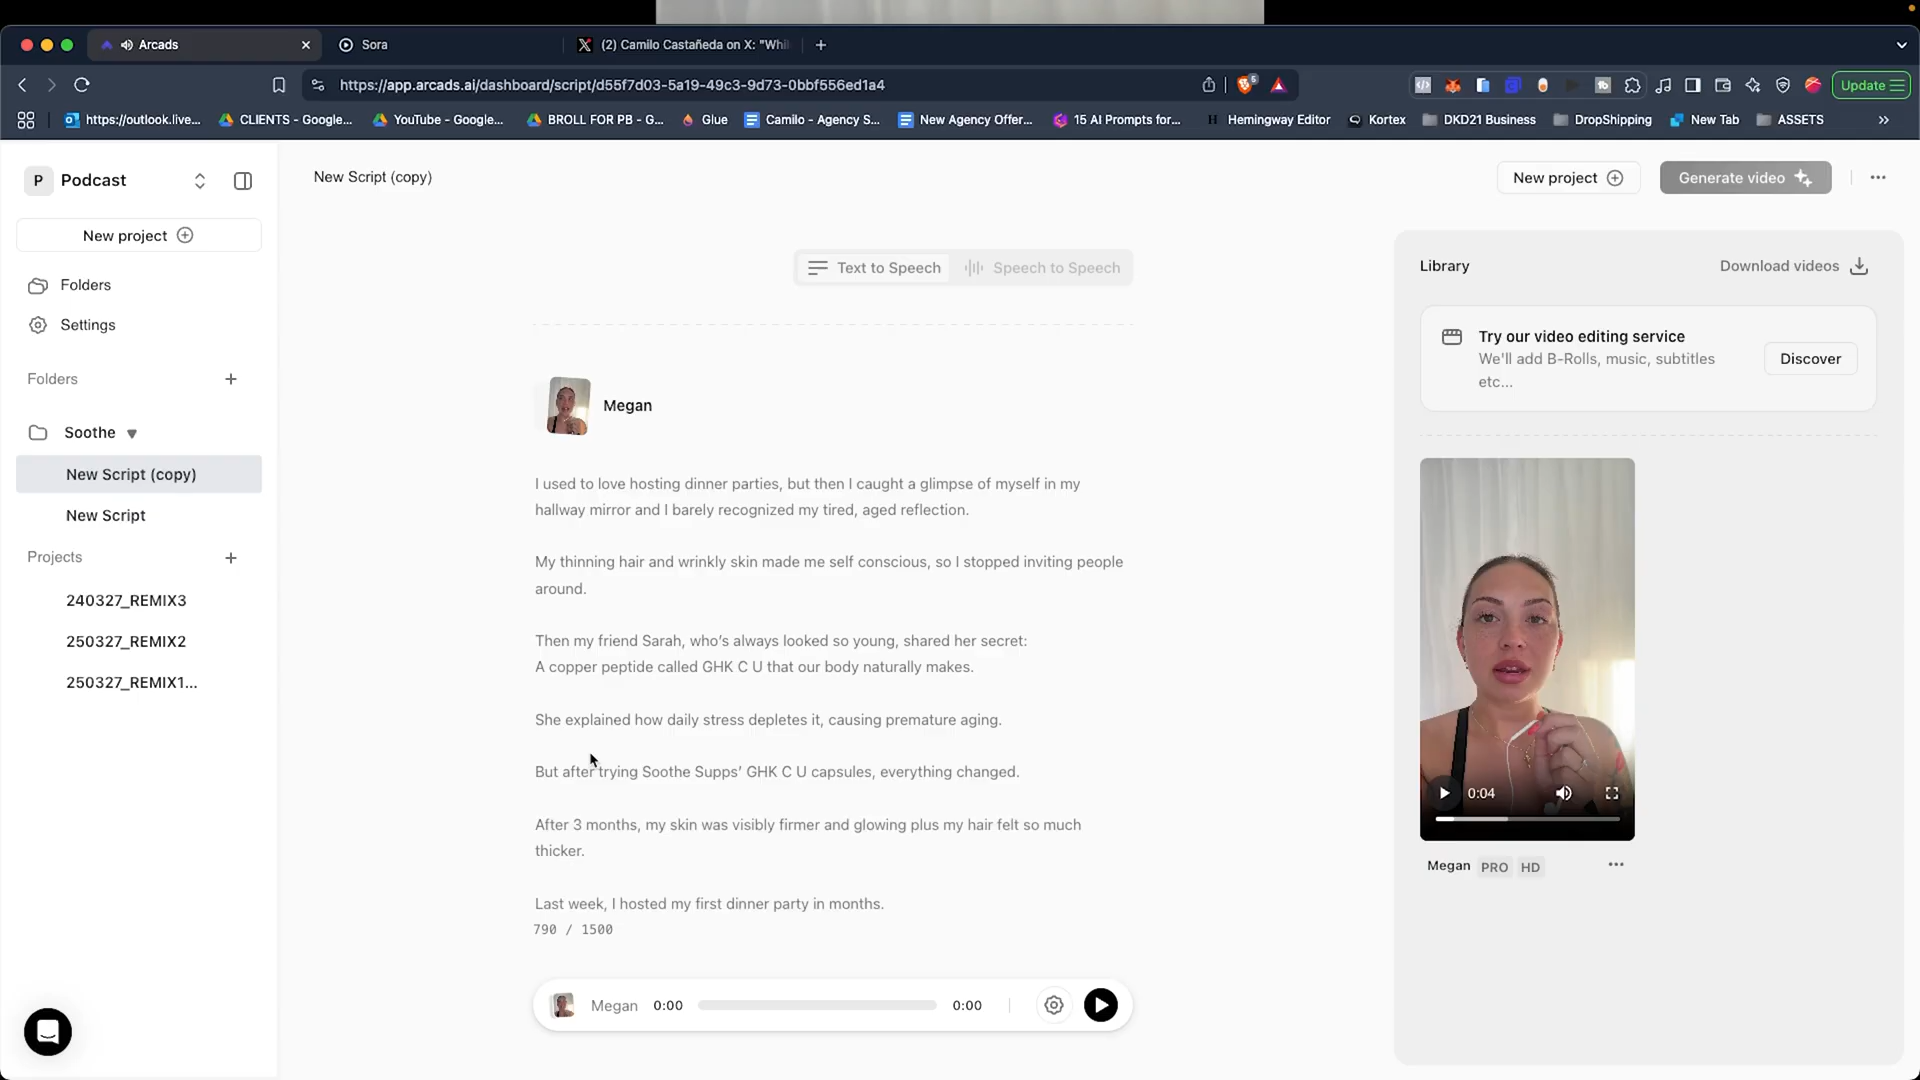 Arcads
Sora
(2) Camilo Castañeda on X: "Whil
https://app.arcads.ai/dashboard/script/d55f7d03-5a19-49c3-9d73-0bbf556ed1a4
5
Update
https://outlook.live...
CLIENTS - Google...
YouTube - Google...
BROLL FOR PB - G...
Glue
Camilo - Agency S...
New Agency Offer...
15 AI Prompts for...
H Hemingway Editor
Kortex
DKD21 Business
DropShipping
New Tab
ASSETS
P Podcast
New project
Folders
Settings
Folders
Soothe
New Script (copy)
New Script
Projects
240327_REMIX3
250327_REMIX2
250327_REMIX1...
New Script (copy)
New project
Generate video
Text to Speech
Speech to Speech
Megan
I used to love hosting dinner parties, but then I caught a glimpse of myself in my
hallway mirror and I barely recognized my tired, aged reflection.
My thinning hair and wrinkly skin made me self conscious, so I stopped inviting people
around.
Then my friend Sarah, who's always looked so young, shared her secret:
A copper peptide called GHK C U that our body naturally makes.
She explained how daily stress depletes it, causing premature aging.
But after trying Soothe Supps' GHK C U capsules, everything changed.
After 3 months, my skin was visibly firmer and glowing plus my hair felt so much
thicker.
Last week, I hosted my first dinner party in months.
790 / 1500
Megan 0:00 0:00
Library
Download videos
Try our video editing service
We'll add B-Rolls, music, subtitles
etc...
Discover
0:04
Megan PRO HD